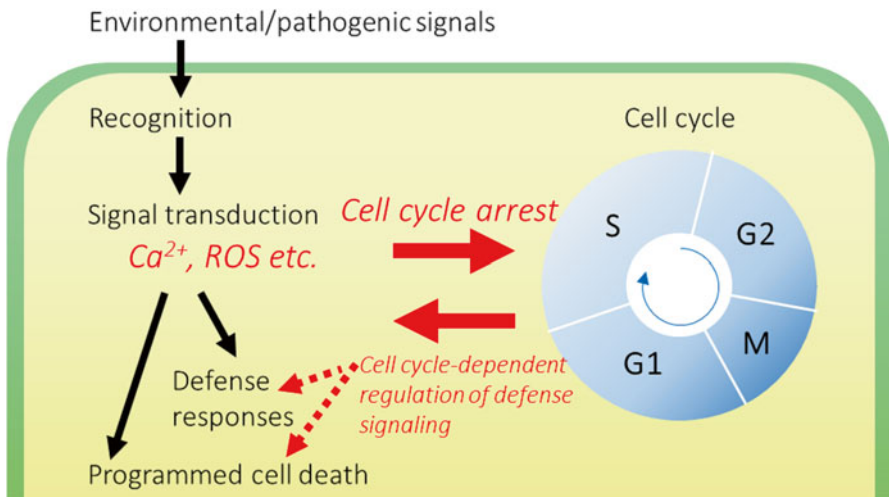 Environmental/pathogenic signals
Recognition
Signal transduction
Ca²⁺, ROS etc.
Cell cycle arrest
Cell cycle
S
G2
M
G1
Cell cycle-dependent
regulation of defense
signaling
Defense
responses
Programmed cell death